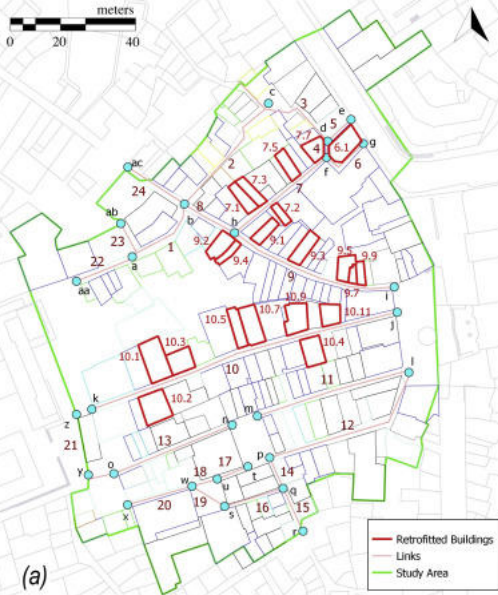 meters
0 20 40
c
3
e
5
d
7.7
4
6.1
g
6
f
7.5
2
7
ac
24
7.3
7.1
7.2
8
b
h
ab
23
1
9.2
9.1
9.4
9.3
9.5
9.9
a
22
aa
9
9.7
i
10.9
10.7
10.5
10.11
j
10.3
10.1
10.4
10
l
11
k
z
10.2
m
n
21
13
12
p
o
y
17
t
14
18
w
u
q
19
20
16
15
x
s
r
(a)
Retrofitted Buildings
Links
Study Area